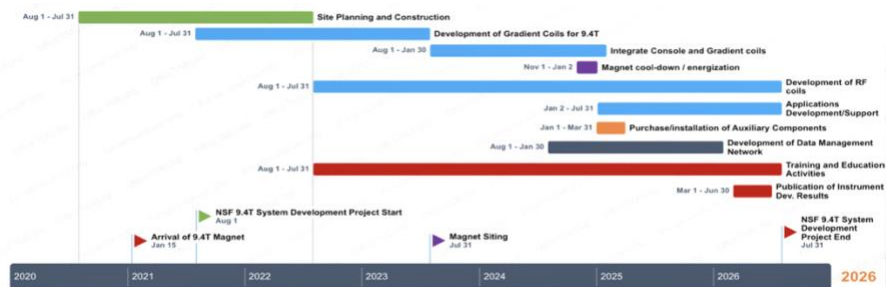 Aug 1 - Jul 31 Site Planning and Construction
Aug 1 - Jul 31 Development of Gradient Coils for 9.4T
Aug 1 - Jan 30 Integrate Console and Gradient coils
Nov 1 - Jan 2 Magnet cool-down / energization
Aug 1 - Jul 31 Development of RF
coils
Jan 2 - Jul 31 Applications
Development/Support
Jan 1 - Mar 31 Purchase/installation of Auxiliary Components
Aug 1 - Jan 30 Development of Data Management
Network
Aug 1 - Jul 31 Training and Education
Activities
Mar 1 - Jun 30 Publication of Instrument
Dev. Results
NSF 9.4T System Development Project Start
Aug 1
Arrival of 9.4T Magnet
Jan 15
Magnet Siting
Jul 31
NSF 9.4T System
Development
Project End
Jul 31
2020 2021 2022 2023 2024 2025 2026 2026